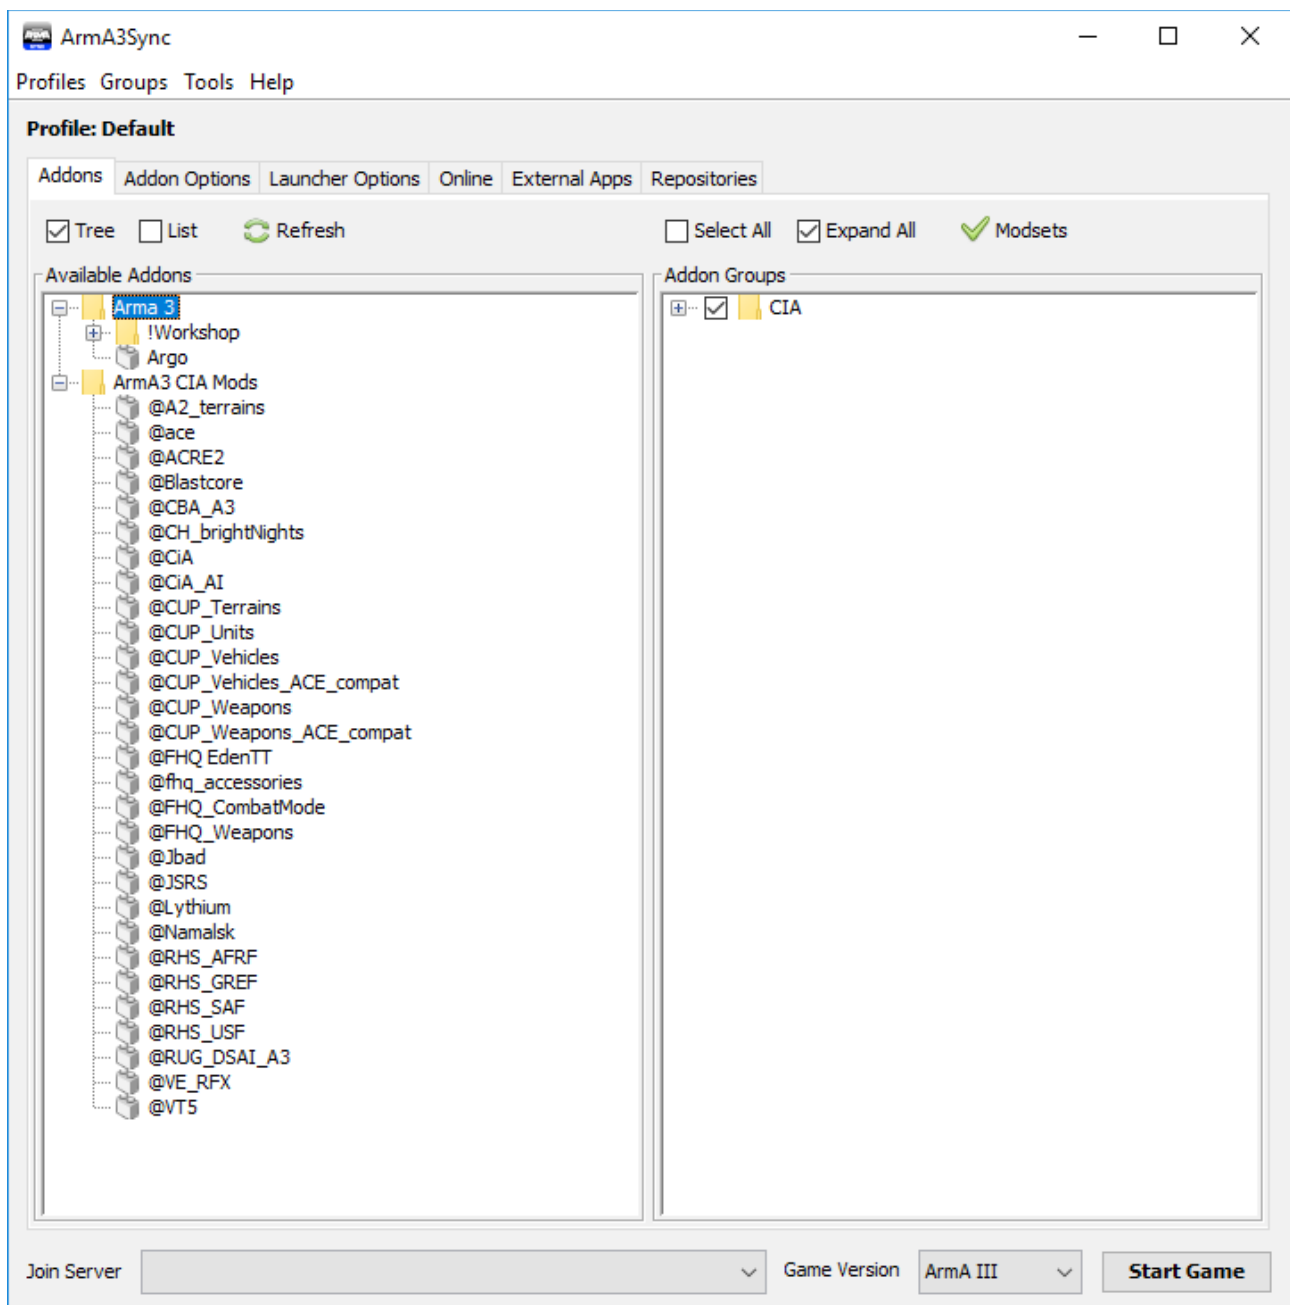 ArmA3Sync
Profiles Groups Tools Help
Profile: Default
Addons Addon Options Launcher Options Online External Apps Repositories
Tree List Refresh Select All Expand All Modsets
Available Addons
Arma 3
!Workshop
Argo
ArmA3 CIA Mods
@A2_terrains
@ace
@ACRE2
@Blastcore
@CBA_A3
@CH_brightNights
@CiA
@CiA_AI
@CUP_Terrains
@CUP_Units
@CUP_Vehicles
@CUP_Vehicles_ACE_compat
@CUP_Weapons
@CUP_Weapons_ACE_compat
@FHQ EdenTT
@fhq_accessories
@FHQ_CombatMode
@FHQ_Weapons
@Jbad
@JSRS
@Lythium
@Namalsk
@RHS_AFRF
@RHS_GREF
@RHS_SAF
@RHS_USF
@RUG_DSAI_A3
@VE_RFX
@VT5
Addon Groups
CIA
Join Server Game Version ArmA III Start Game